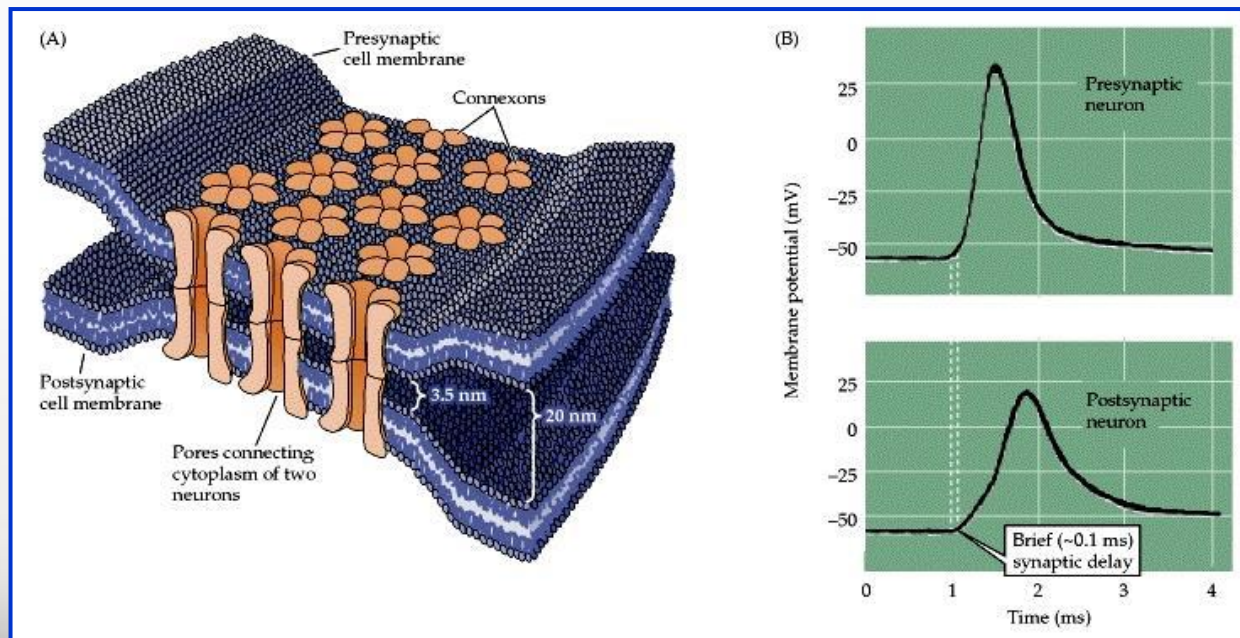 (A)
Presynaptic
cell membrane
Connexons
Postsynaptic
cell membrane
Pores connecting
cytoplasm of two
neurons
3.5 nm
20 nm
(B)
Membrane potential (mV)
25
0
−25
−50
Presynaptic
neuron
25
0
−25
−50
Postsynaptic
neuron
Brief (~0.1 ms)
synaptic delay
0 1 2 3 4
Time (ms)